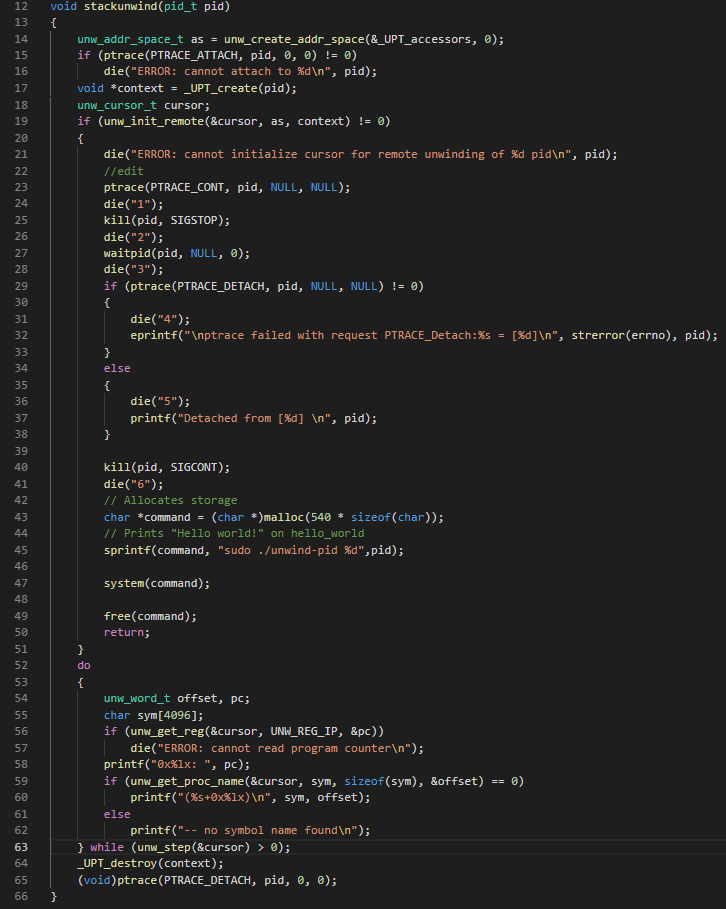 12 void stackunwind(pid_t pid)
13 {
14     unw_addr_space_t as = unw_create_addr_space(&_UPT_accessors, 0);
15     if (ptrace(PTRACE_ATTACH, pid, 0, 0) != 0)
16         die("ERROR: cannot attach to %d\n", pid);
17     void *context = _UPT_create(pid);
18     unw_cursor_t cursor;
19     if (unw_init_remote(&cursor, as, context) != 0)
20     {
21         die("ERROR: cannot initialize cursor for remote unwinding of %d pid\n", pid);
22         //edit
23         ptrace(PTRACE_CONT, pid, NULL, NULL);
24         die("1");
25         kill(pid, SIGSTOP);
26         die("2");
27         waitpid(pid, NULL, 0);
28         die("3");
29         if (ptrace(PTRACE_DETACH, pid, NULL, NULL) != 0)
30         {
31             die("4");
32             eprintf("\nptrace failed with request PTRACE_Detach:%s = [%d]\n", strerror(errno), pid);
33         }
34         else
35         {
36             die("5");
37             printf("Detached from [%d] \n", pid);
38         }
39
40         kill(pid, SIGCONT);
41         die("6");
42         // Allocates storage
43         char *command = (char *)malloc(540 * sizeof(char));
44         // Prints "Hello world!" on hello_world
45         sprintf(command, "sudo ./unwind-pid %d",pid);
46
47         system(command);
48
49         free(command);
50         return;
51     }
52     do
53     {
54         unw_word_t offset, pc;
55         char sym[4096];
56         if (unw_get_reg(&cursor, UNW_REG_IP, &pc))
57             die("ERROR: cannot read program counter\n");
58         printf("0x%lx: ", pc);
59         if (unw_get_proc_name(&cursor, sym, sizeof(sym), &offset) == 0)
60             printf("(%s+0x%lx)\n", sym, offset);
61         else
62             printf("-- no symbol name found\n");
63     } while (unw_step(&cursor) > 0);
64     _UPT_destroy(context);
65     (void)ptrace(PTRACE_DETACH, pid, 0, 0);
66 }